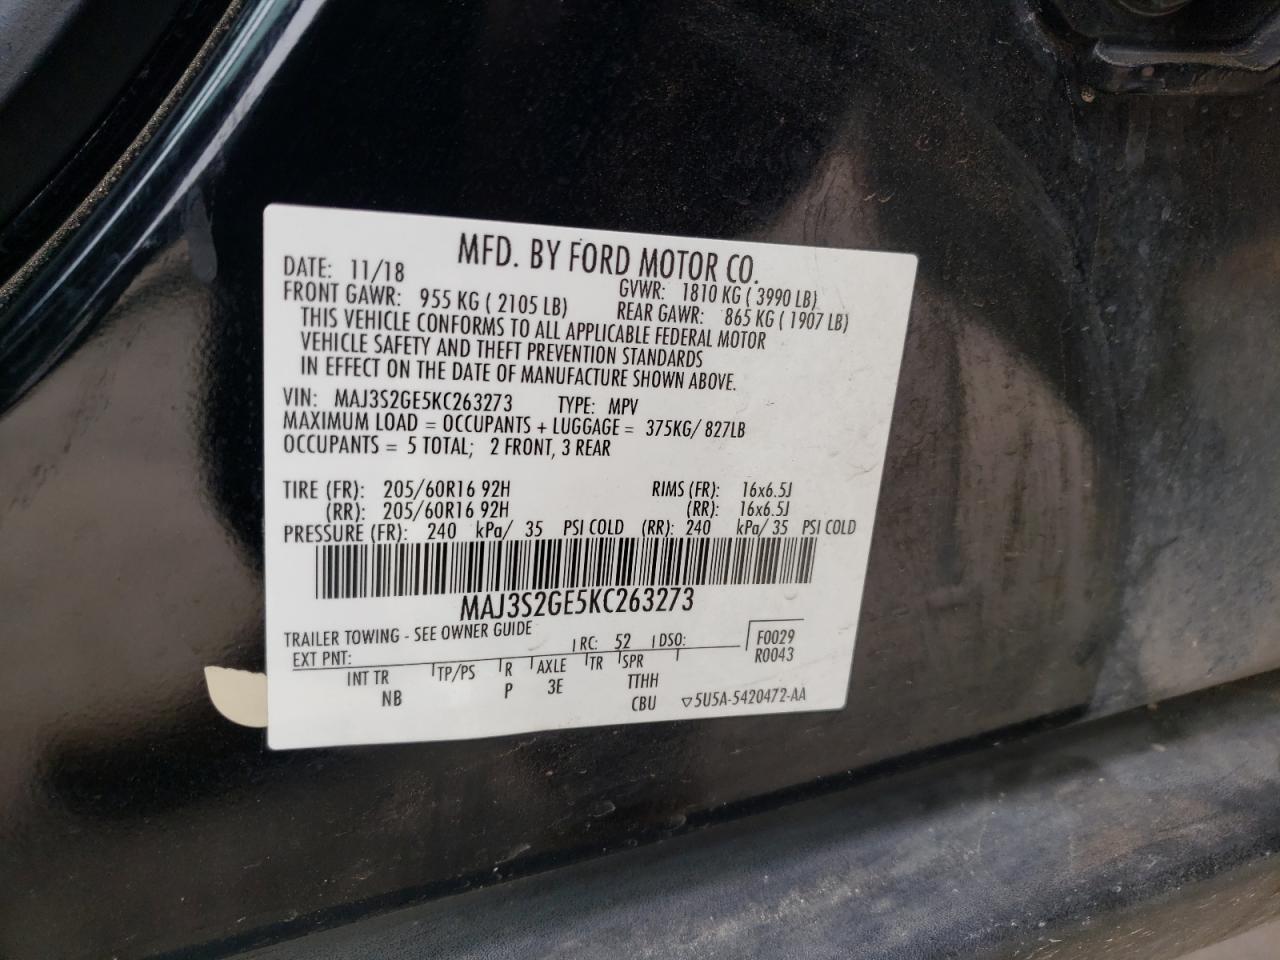 MFD. BY FORD MOTOR CO.
DATE: 11/18 GVWR: 1810 KG ( 3990 LB)
FRONT GAWR: 955 KG ( 2105 LB) REAR GAWR: 865 KG ( 1907 LB)
THIS VEHICLE CONFORMS TO ALL APPLICABLE FEDERAL MOTOR
VEHICLE SAFETY AND THEFT PREVENTION STANDARDS
IN EFFECT ON THE DATE OF MANUFACTURE SHOWN ABOVE.
VIN: MAJ3S2GE5KC263273 TYPE: MPV
MAXIMUM LOAD = OCCUPANTS + LUGGAGE = 375KG/ 827LB
OCCUPANTS = 5 TOTAL; 2 FRONT, 3 REAR
TIRE (FR): 205/60R16 92H RIMS (FR): 16x6.5J
(RR): 205/60R16 92H (RR): 16x6.5J
PRESSURE (FR): 240 kPa/ 35 PSI COLD (RR): 240 kPa/ 35 PSI COLD
MAJ3S2GE5KC263273
TRAILER TOWING - SEE OWNER GUIDE
EXT PNT: RC: 52 DSO: F0029
R0043
INT TR TP/PS R AXLE TR SPR
NB P 3E TTHH
CBU ▽5U5A-5420472-AA